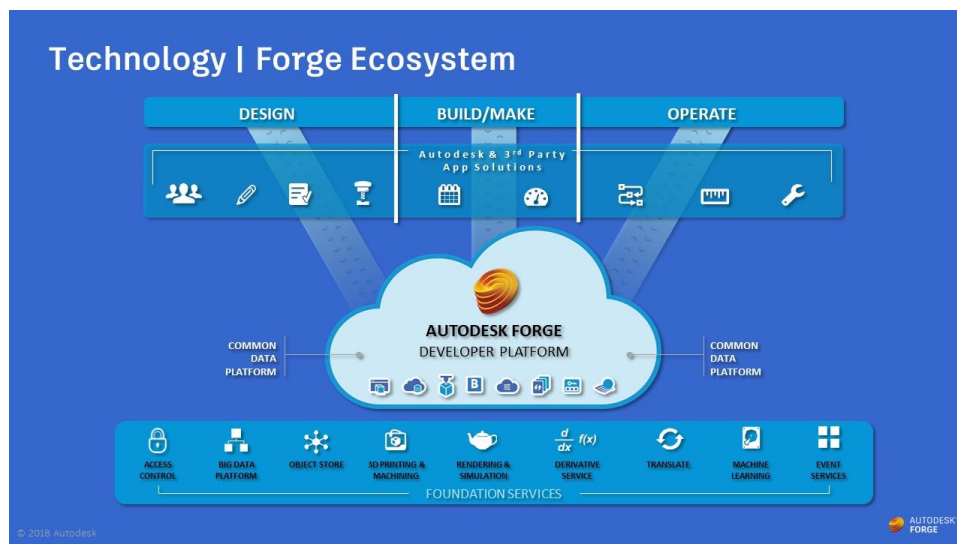 Technology | Forge Ecosystem
DESIGN
BUILD/MAKE
OPERATE
Autodesk & 3rd Party
App Solutions
AUTODESK FORGE
DEVELOPER PLATFORM
COMMON
DATA
PLATFORM
COMMON
DATA
PLATFORM
B
ACCESS
CONTROL
BIG DATA
PLATFORM
OBJECT STORE
3D PRINTING &
MACHINING
RENDERING &
SIMULATION
d
dx
f(x)
DERIVATIVE
SERVICE
TRANSLATE
MACHINE
LEARNING
EVENT
SERVICES
FOUNDATION SERVICES
© 2018 Autodesk
AUTODESK
FORGE